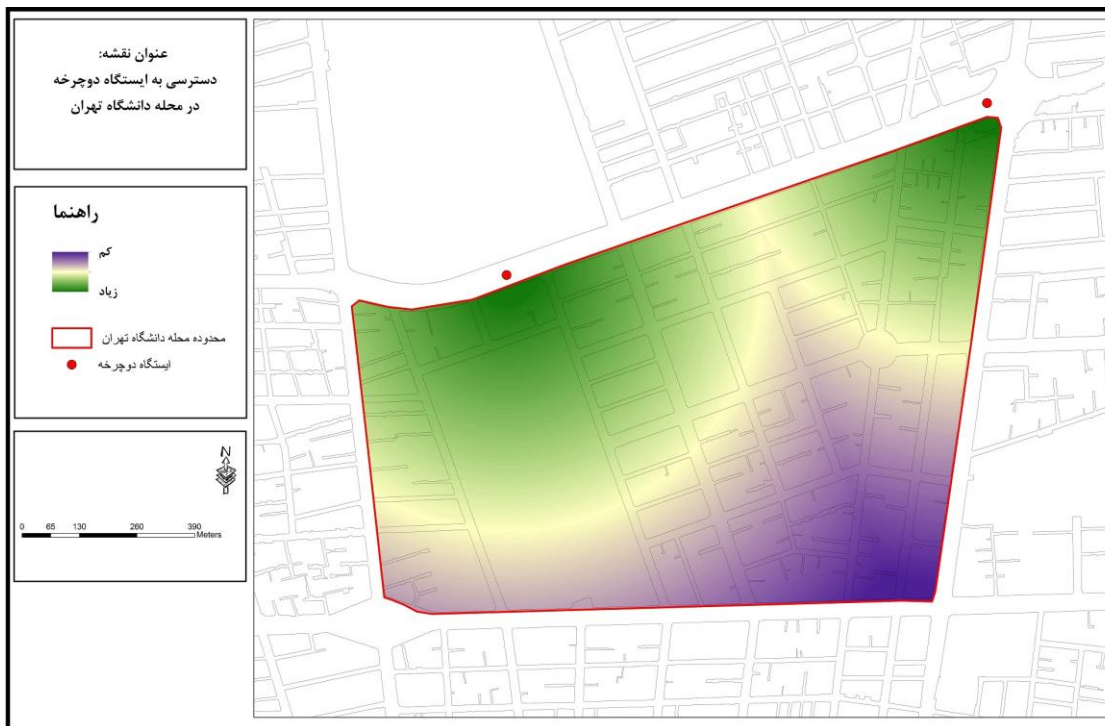 عنوان نقشه:
دسترسی به ایستگاه دوچرخه
در محله دانشگاه تهران
راهنما
کم
زیاد
محدوده محله دانشگاه تهران
ایستگاه دوچرخه
N
0 65 130 260 390
Meters